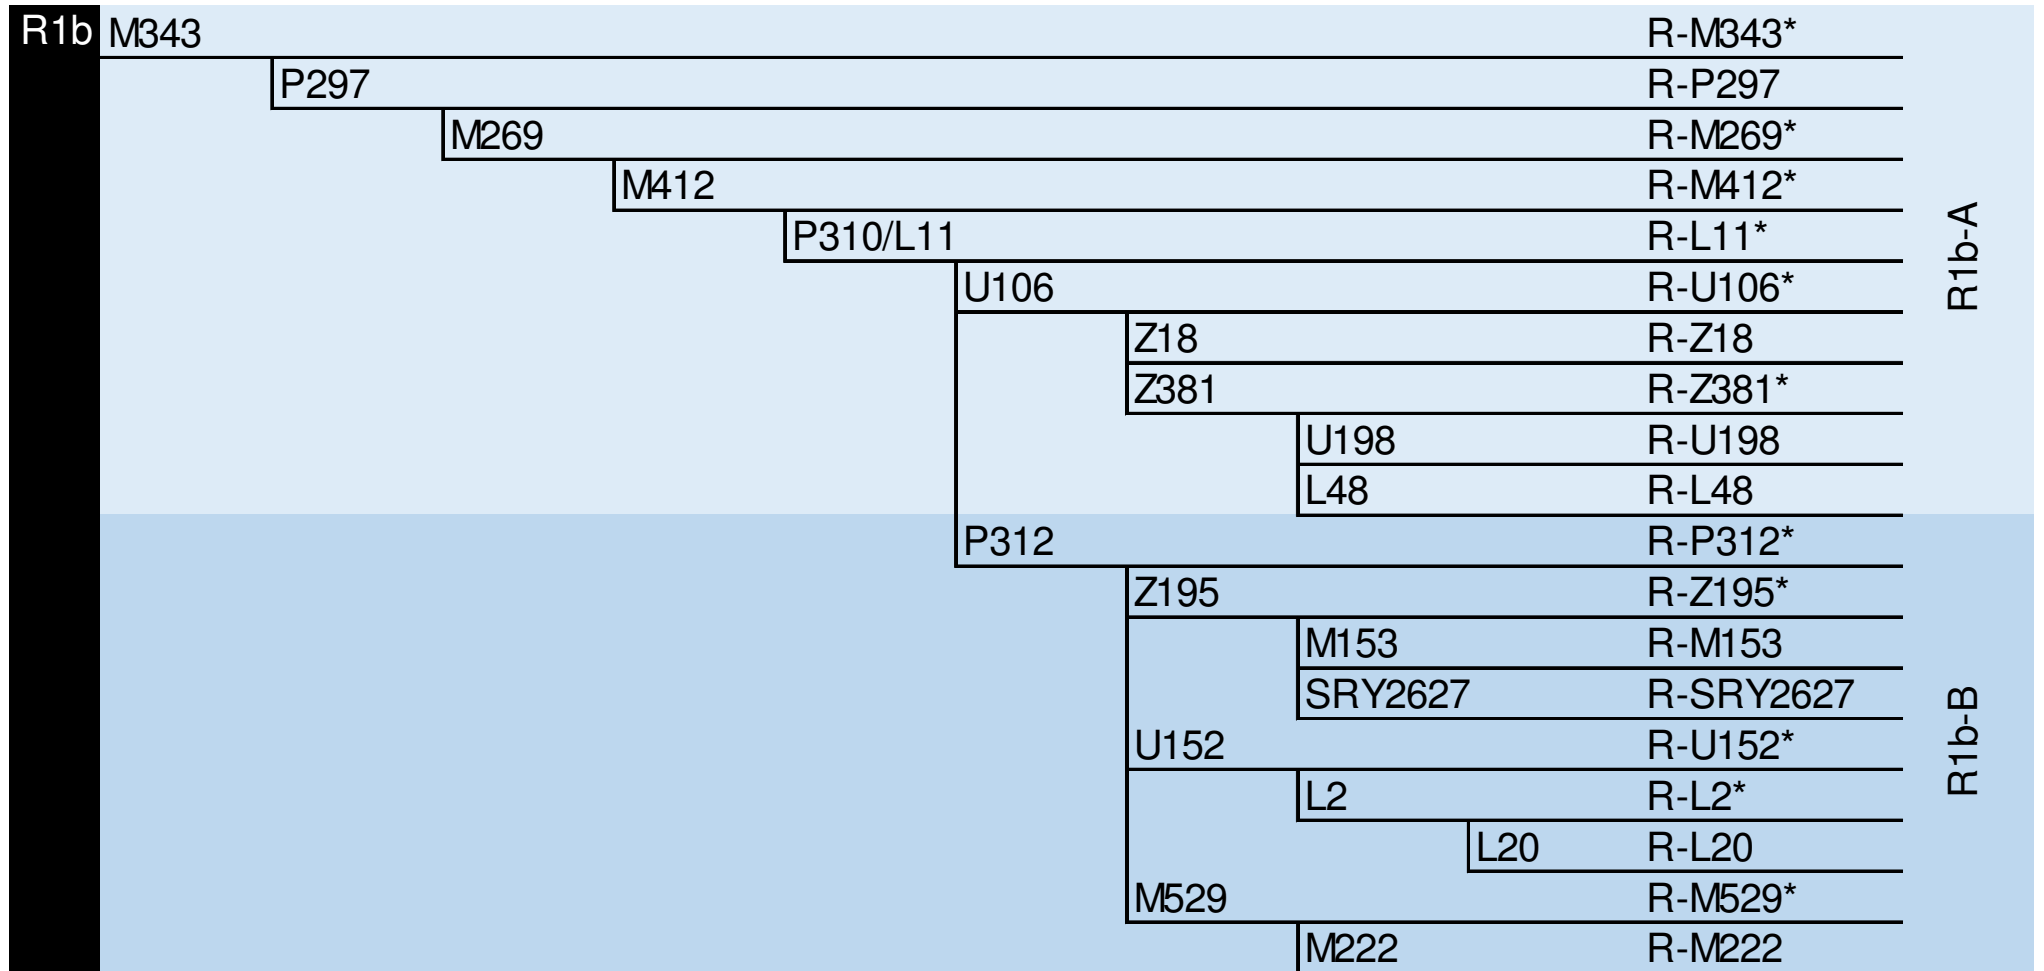 R1b M343 R-M343*
P297 R-P297
M269 R-M269*
M412 R-M412*
P310/L11 R-L11*
U106 R-U106*
Z18 R-Z18
Z381 R-Z381*
U198 R-U198
L48 R-L48
R1b-A
P312 R-P312*
Z195 R-Z195*
M153 R-M153
SRY2627 R-SRY2627
U152 R-U152*
L2 R-L2*
L20 R-L20
M529 R-M529*
M222 R-M222
R1b-B